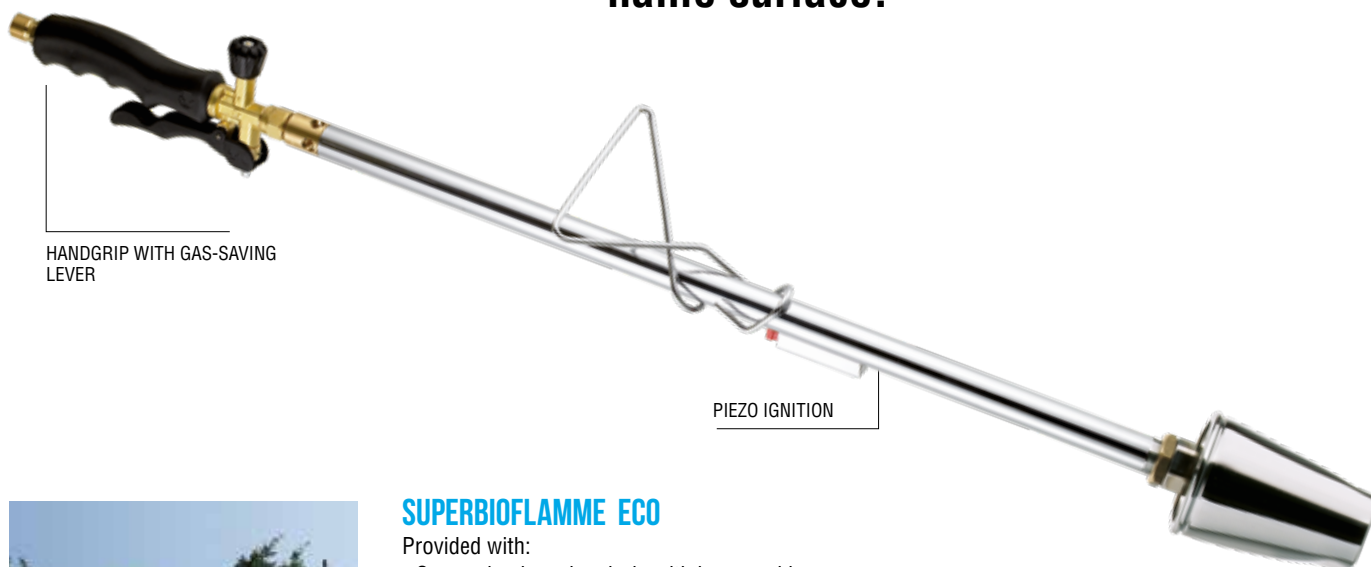 HANDGRIP WITH GAS-SAVING
LEVER
PIEZO IGNITION
SUPERBIOFLAMME ECO
Provided with: